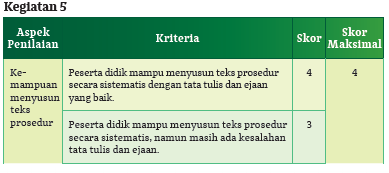 Kegiatan 5
Aspek Penilaian Kriteria Skor Skor Maksimal
Ke-
mampuan
menyusun
teks
prosedur
Peserta didik mampu menyusun teks prosedur
secara sistematis dengan tata tulis dan ejaan
yang baik.
4
4
Peserta didik mampu menyusun teks prosedur
secara sistematis, namun masih ada kesalahan
tata tulis dan ejaan.
3